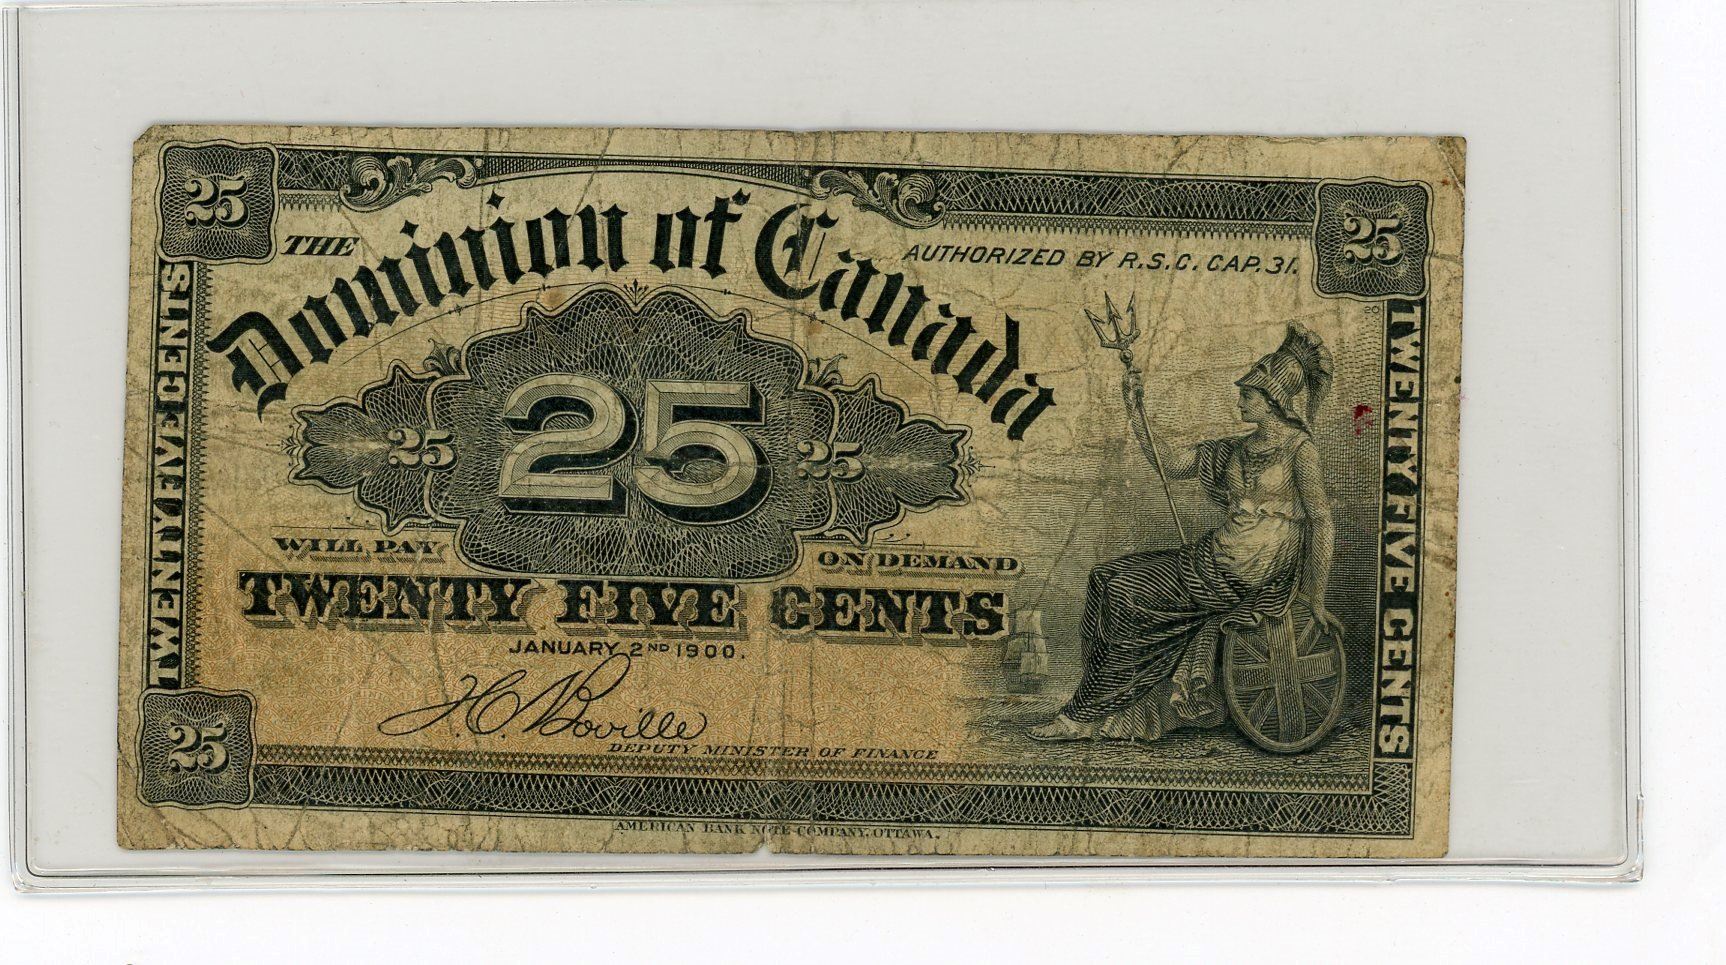 25
25
THE
Dominion of Canada
AUTHORIZED BY R.S.C. CAP. 31.
20
TWENTY FIVE CENTS
TWENTY FIVE CENTS
25
25
25
WILL PAY
ON DEMAND
TWENTY FIVE CENTS
JANUARY 2ND 1900.
H.C. Boville
DEPUTY MINISTER OF FINANCE
25
AMERICAN BANK NOTE COMPANY, OTTAWA.